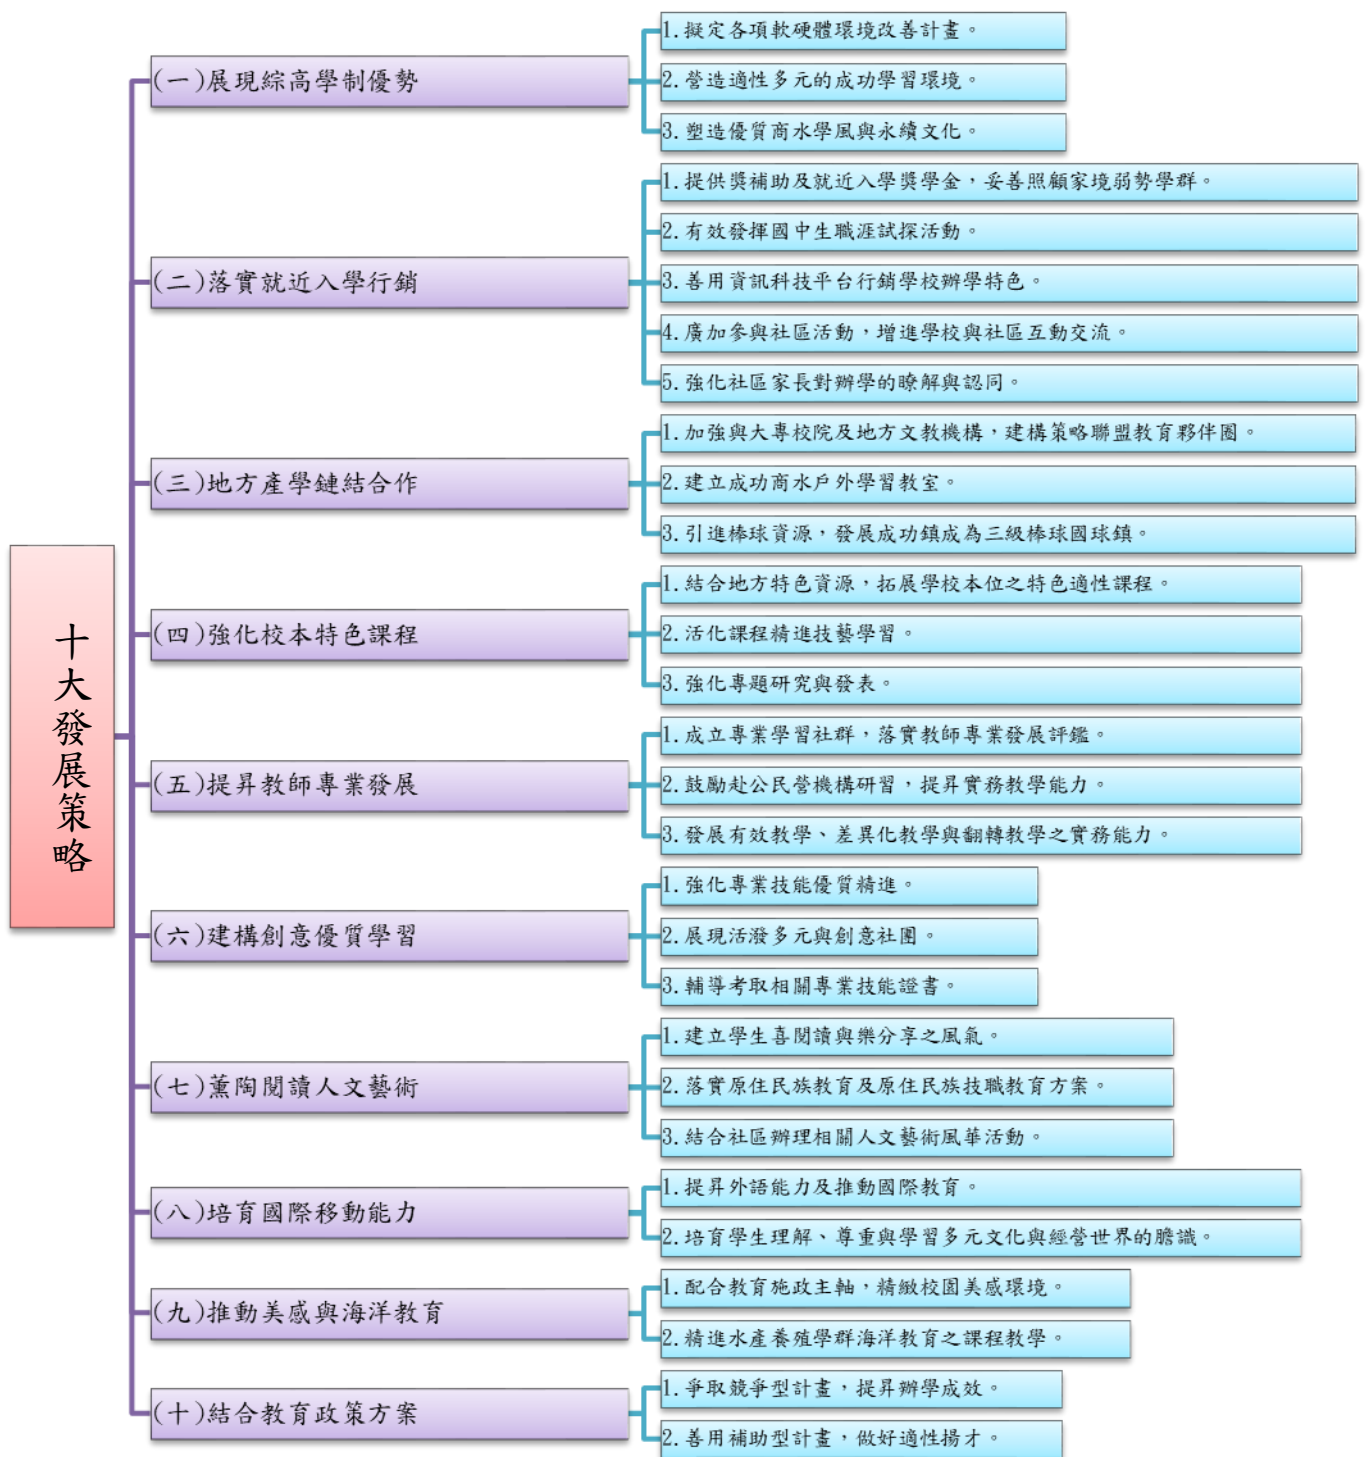 十大發展策略
(一)展現綜高學制優勢
1.擬定各項軟硬體環境改善計畫。
2.營造適性多元的成功學習環境。
3.塑造優質商水學風與永續文化。
(二)落實就近入學行銷
1.提供獎補助及就近入學獎學金，妥善照顧家境弱勢學群。
2.有效發揮國中生職涯試探活動。
3.善用資訊科技平台行銷學校辦學特色。
4.廣加參與社區活動，增進學校與社區互動交流。
5.強化社區家長對辦學的瞭解與認同。
(三)地方產學鏈結合作
1.加強與大專校院及地方文教機構，建構策略聯盟教育夥伴圈。
2.建立成功商水戶外學習教室。
3.引進棒球資源，發展成功鎮成為三級棒球國球鎮。
(四)強化校本特色課程
1.結合地方特色資源，拓展學校本位之特色適性課程。
2.活化課程精進技藝學習。
3.強化專題研究與發表。
(五)提昇教師專業發展
1.成立專業學習社群，落實教師專業發展評鑑。
2.鼓勵赴公民營機構研習，提昇實務教學能力。
3.發展有效教學、差異化教學與翻轉教學之實務能力。
(六)建構創意優質學習
1.強化專業技能優質精進。
2.展現活潑多元與創意社團。
3.輔導考取相關專業技能證書。
(七)薰陶閱讀人文藝術
1.建立學生喜閱讀與樂分享之風氣。
2.落實原住民族教育及原住民族技職教育方案。
3.結合社區辦理相關人文藝術風華活動。
(八)培育國際移動能力
1.提昇外語能力及推動國際教育。
2.培育學生理解、尊重與學習多元文化與經營世界的膽識。
(九)推動美感與海洋教育
1.配合教育施政主軸，精緻校園美感環境。
2.精進水產養殖學群海洋教育之課程教學。
(十)結合教育政策方案
1.爭取競爭型計畫，提昇辦學成效。
2.善用補助型計畫，做好適性揚才。